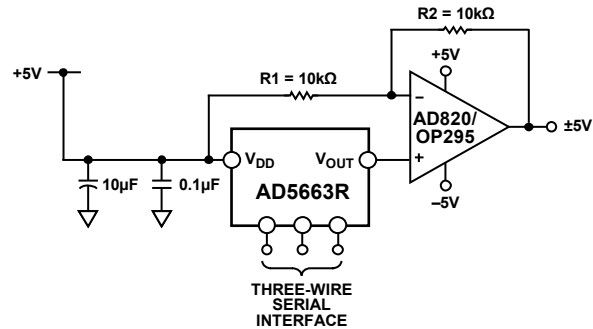 R2 = 10kΩ
+5V
+5V
R1 = 10kΩ
–
AD820/
OP295
±5V
VDD
VOUT
+
10µF
0.1µF
AD5663R
–5V
THREE-WIRE
SERIAL
INTERFACE